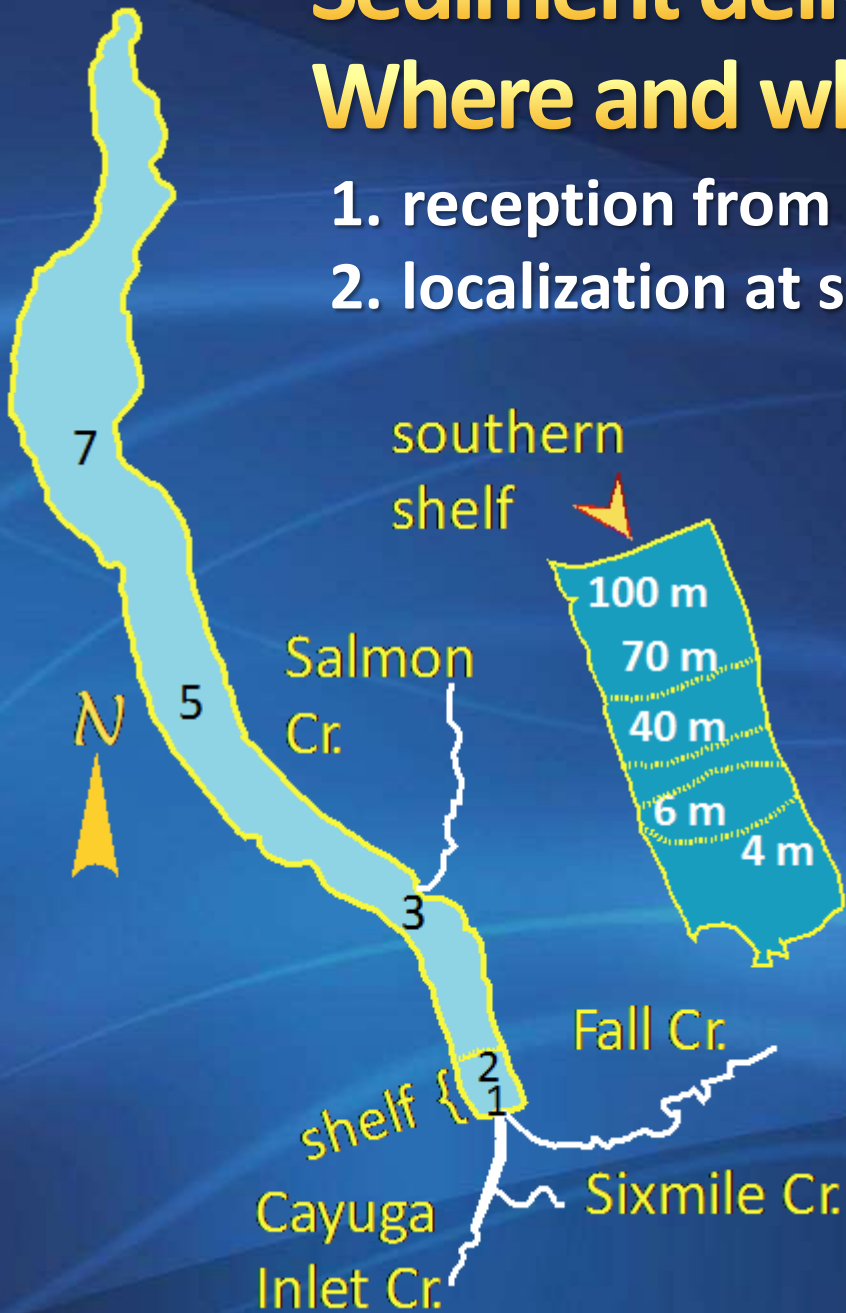 Where and
1. reception from
2. localization at
7
southern
shelf
100 m
70 m
40 m
6 m
4 m
Salmon
Cr.
5
N
3
Fall Cr.
2
1
shelf {
Sixmile Cr.
Cayuga
Inlet Cr.